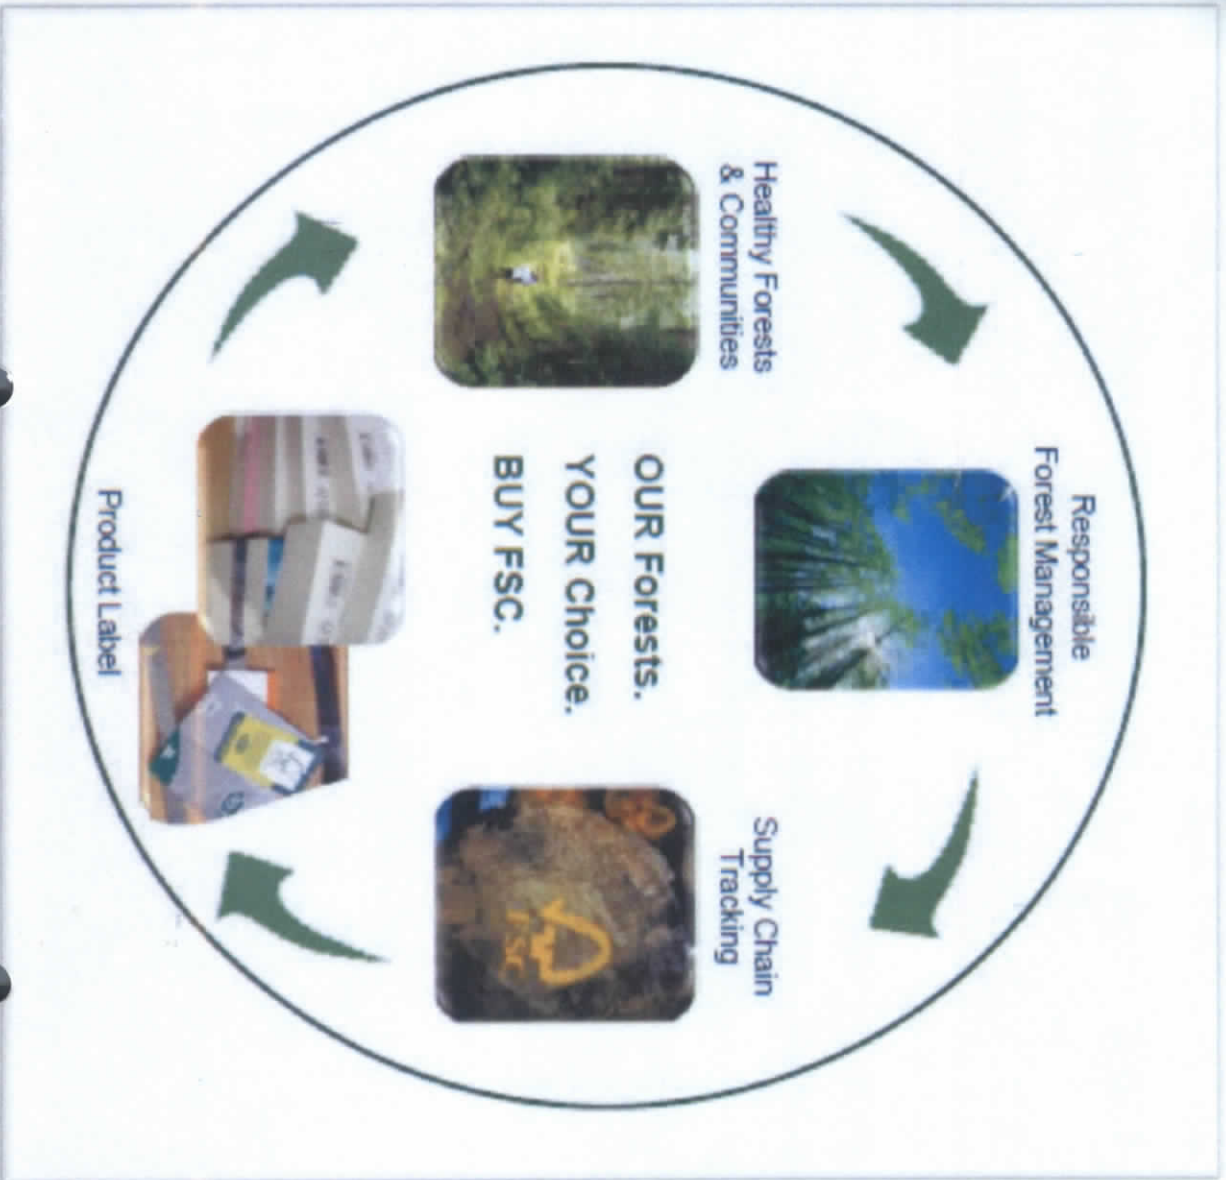 Responsible
Forest Management
Healthy Forests
& Communities
OUR Forests.
YOUR Choice.
BUY FSC.
Supply Chain
Tracking
FSC
Product Label